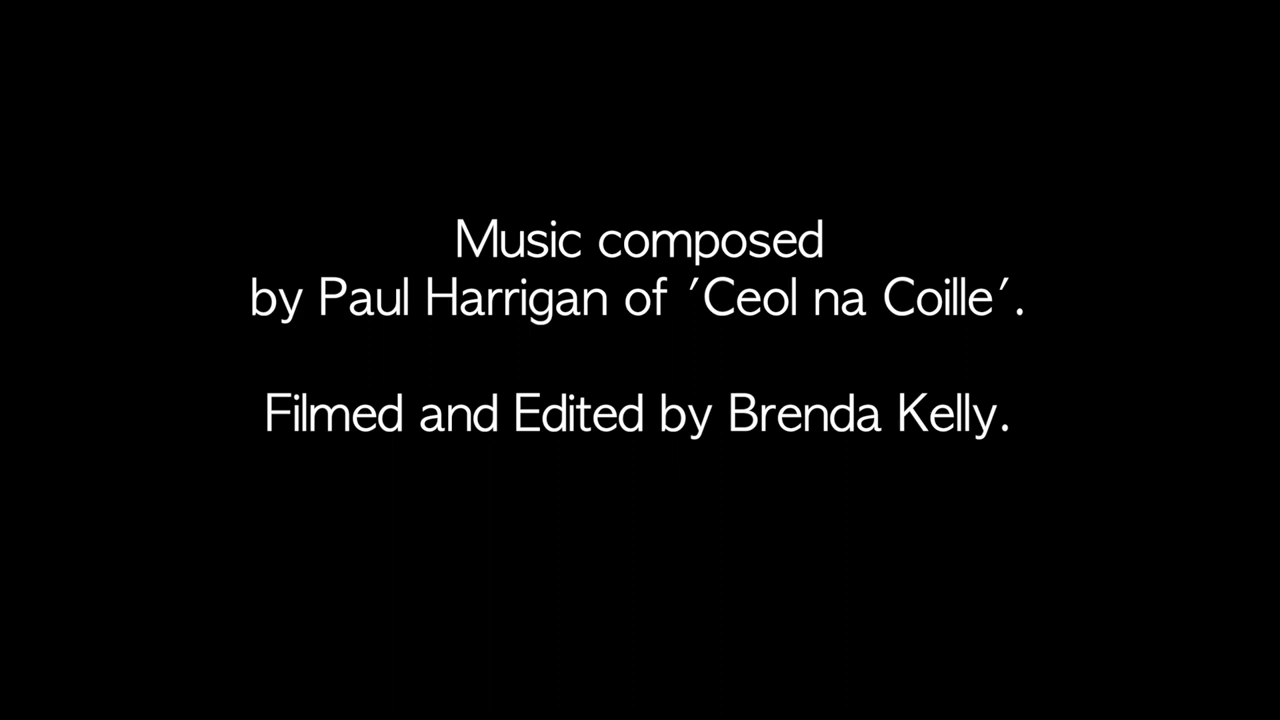 Music composed
by Paul Harrigan of ´Ceol na Coille´.
Filmed and Edited by Brenda Kelly.